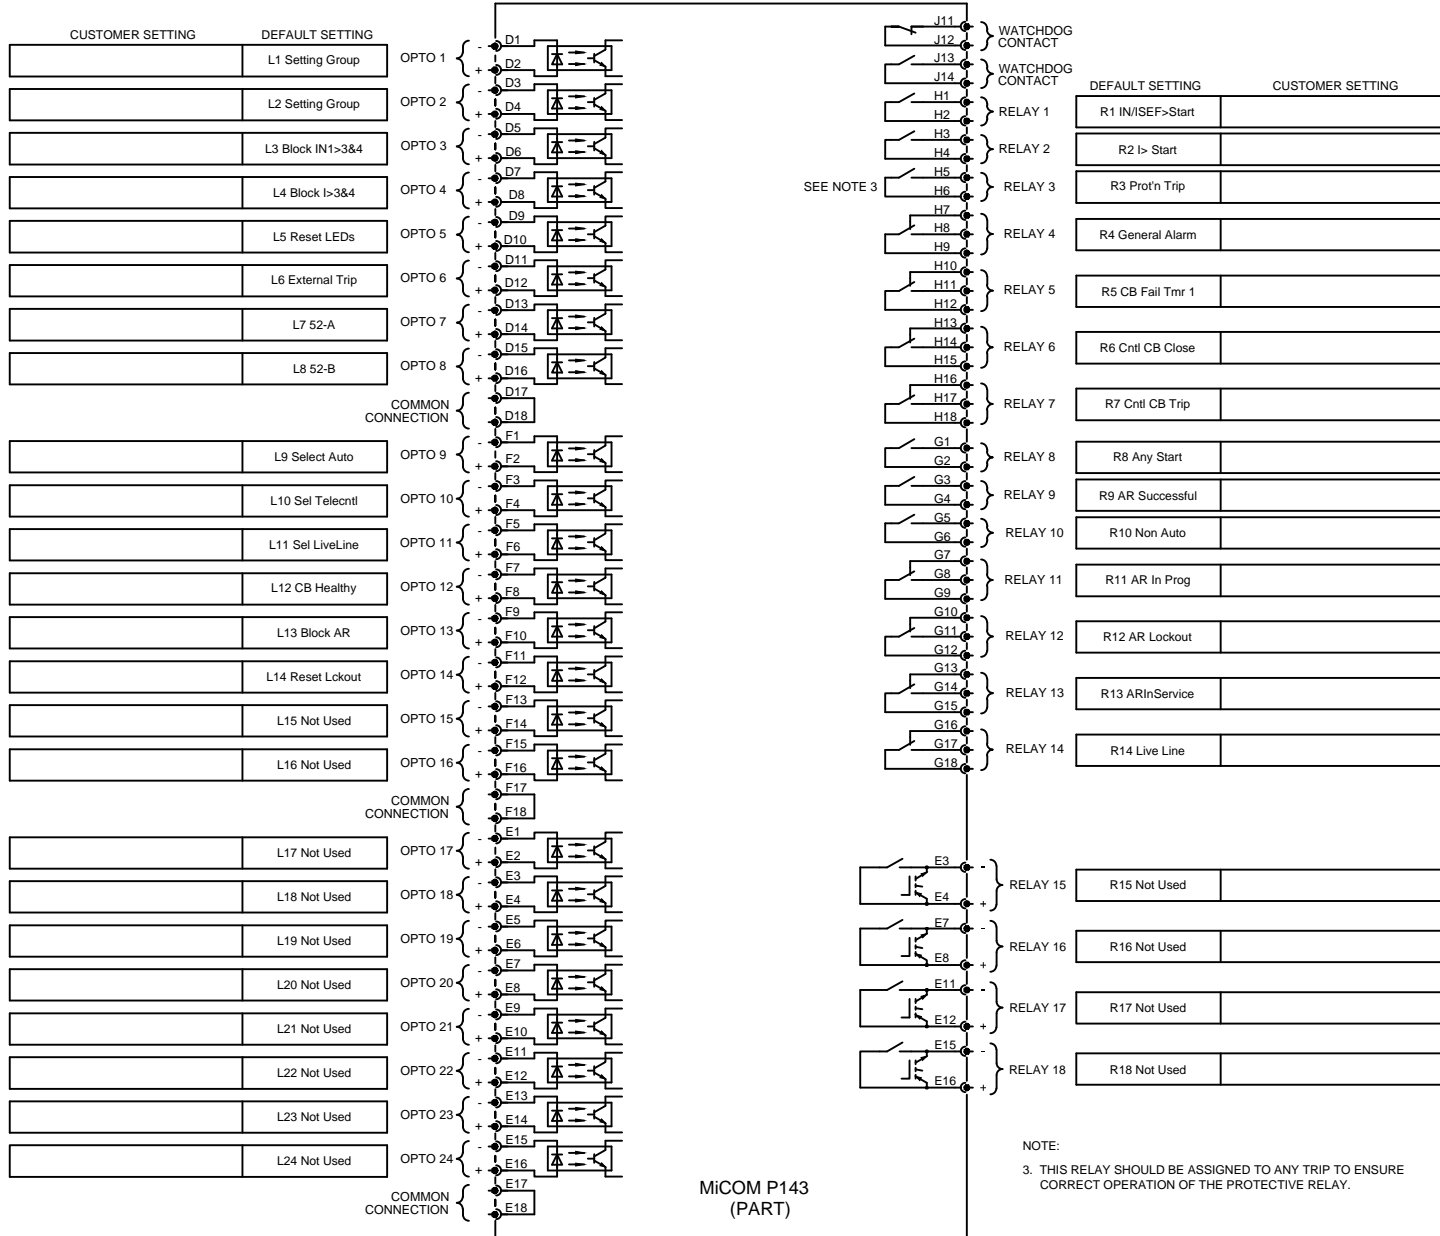 CUSTOMER SETTING DEFAULT SETTING
L1 Setting Group OPTO 1 - D1 + D2
L2 Setting Group OPTO 2 - D3 + D4
L3 Block IN1>3&4 OPTO 3 - D5 + D6
L4 Block I>3&4 OPTO 4 - D7 + D8
L5 Reset LEDs OPTO 5 - D9 + D10
L6 External Trip OPTO 6 - D11 + D12
L7 52-A OPTO 7 - D13 + D14
L8 52-B OPTO 8 - D15 + D16
COMMON D17
CONNECTION D18
L9 Select Auto OPTO 9 - F1 + F2
L10 Sel Telecntl OPTO 10 - F3 + F4
L11 Sel LiveLine OPTO 11 - F5 + F6
L12 CB Healthy OPTO 12 - F7 + F8
L13 Block AR OPTO 13 - F9 + F10
L14 Reset Lckout OPTO 14 - F11 + F12
L15 Not Used OPTO 15 - F13 + F14
L16 Not Used OPTO 16 - F15 + F16
COMMON F17
CONNECTION F18
L17 Not Used OPTO 17 - E1 + E2
L18 Not Used OPTO 18 - E3 + E4
L19 Not Used OPTO 19 - E5 + E6
L20 Not Used OPTO 20 - E7 + E8
L21 Not Used OPTO 21 - E9 + E10
L22 Not Used OPTO 22 - E11 + E12
L23 Not Used OPTO 23 - E13 + E14
L24 Not Used OPTO 24 - E15 + E16
COMMON E17
CONNECTION E18
MiCOM P143
(PART)
J11 WATCHDOG
J12 CONTACT
J13 WATCHDOG
J14 CONTACT
DEFAULT SETTING CUSTOMER SETTING
H1 H2 RELAY 1 R1 IN/ISEF>Start
H3 H4 RELAY 2 R2 I> Start
SEE NOTE 3 H5 H6 RELAY 3 R3 Prot'n Trip
H7 H8 H9 RELAY 4 R4 General Alarm
H10 H11 H12 RELAY 5 R5 CB Fail Tmr 1
H13 H14 H15 RELAY 6 R6 Cntl CB Close
H16 H17 H18 RELAY 7 R7 Cntl CB Trip
G1 G2 RELAY 8 R8 Any Start
G3 G4 RELAY 9 R9 AR Successful
G5 G6 RELAY 10 R10 Non Auto
G7 G8 G9 RELAY 11 R11 AR In Prog
G10 G11 G12 RELAY 12 R12 AR Lockout
G13 G14 G15 RELAY 13 R13 ARInService
G16 G17 G18 RELAY 14 R14 Live Line
E3 - E4 + RELAY 15 R15 Not Used
E7 - E8 + RELAY 16 R16 Not Used
E11 - E12 + RELAY 17 R17 Not Used
E15 - E16 + RELAY 18 R18 Not Used
NOTE:
3. THIS RELAY SHOULD BE ASSIGNED TO ANY TRIP TO ENSURE
CORRECT OPERATION OF THE PROTECTIVE RELAY.